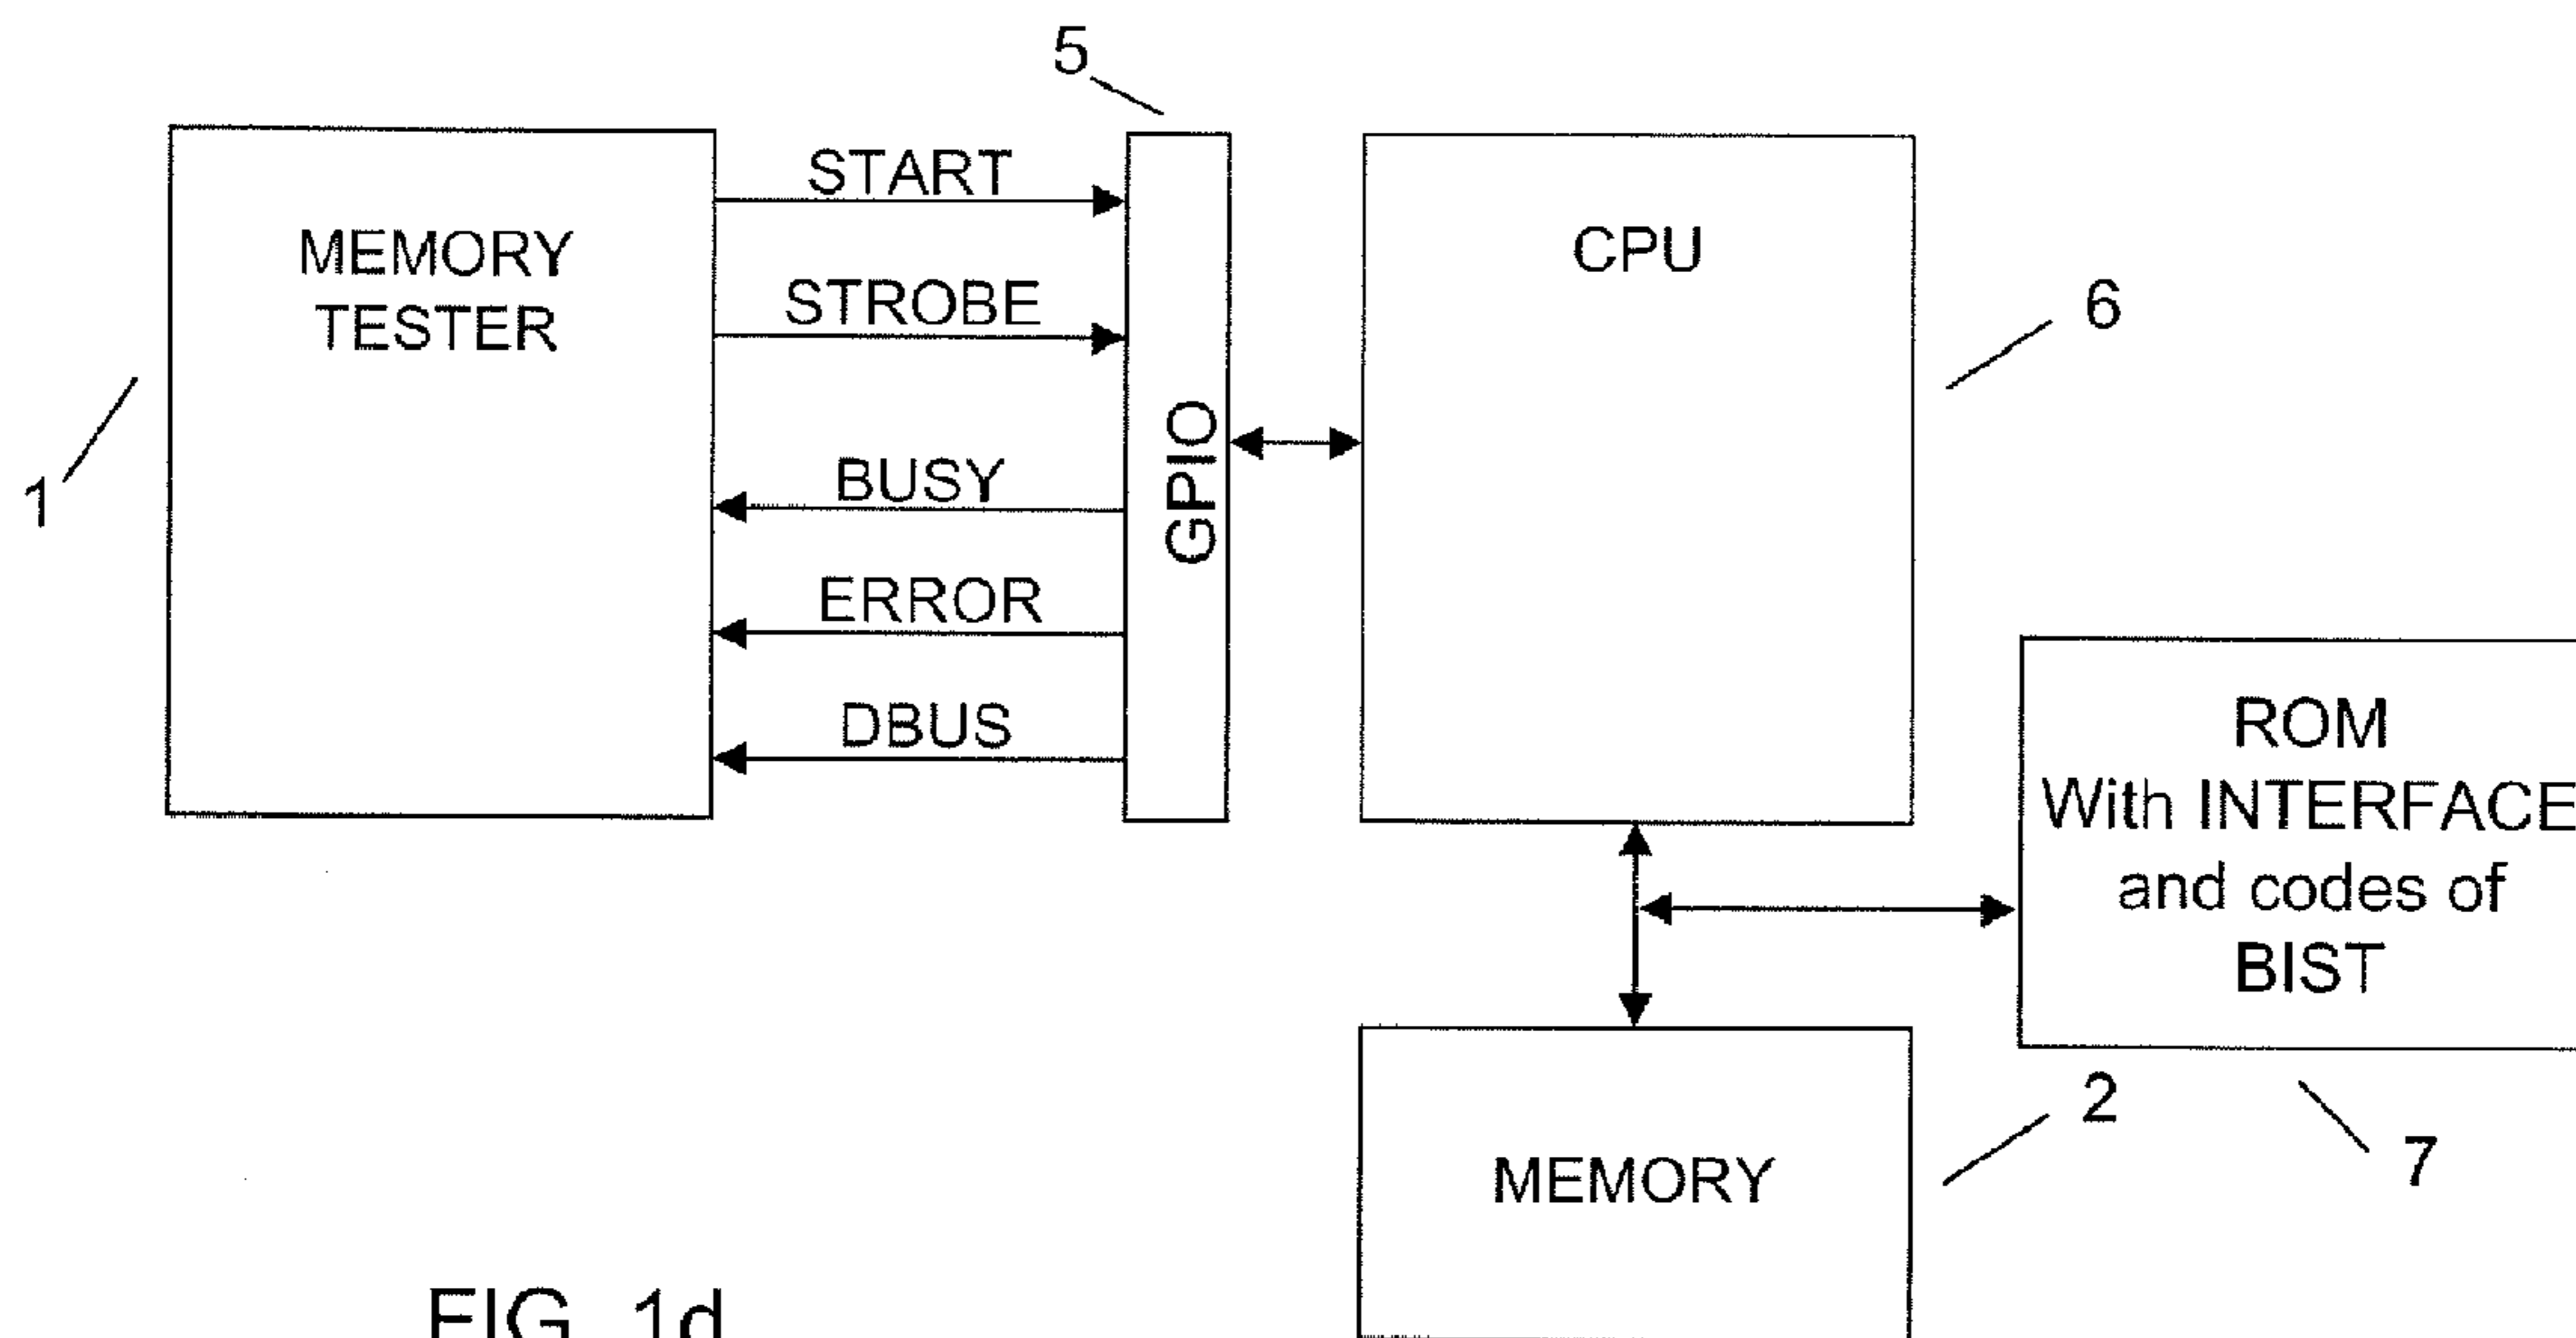 5
START
MEMORY
TESTER
STROBE
CPU
6
1
BUSY
GPIO
ERROR
DBUS
ROM
With INTERFACE
and codes of
BIST
2
7
MEMORY
FIG. 1d